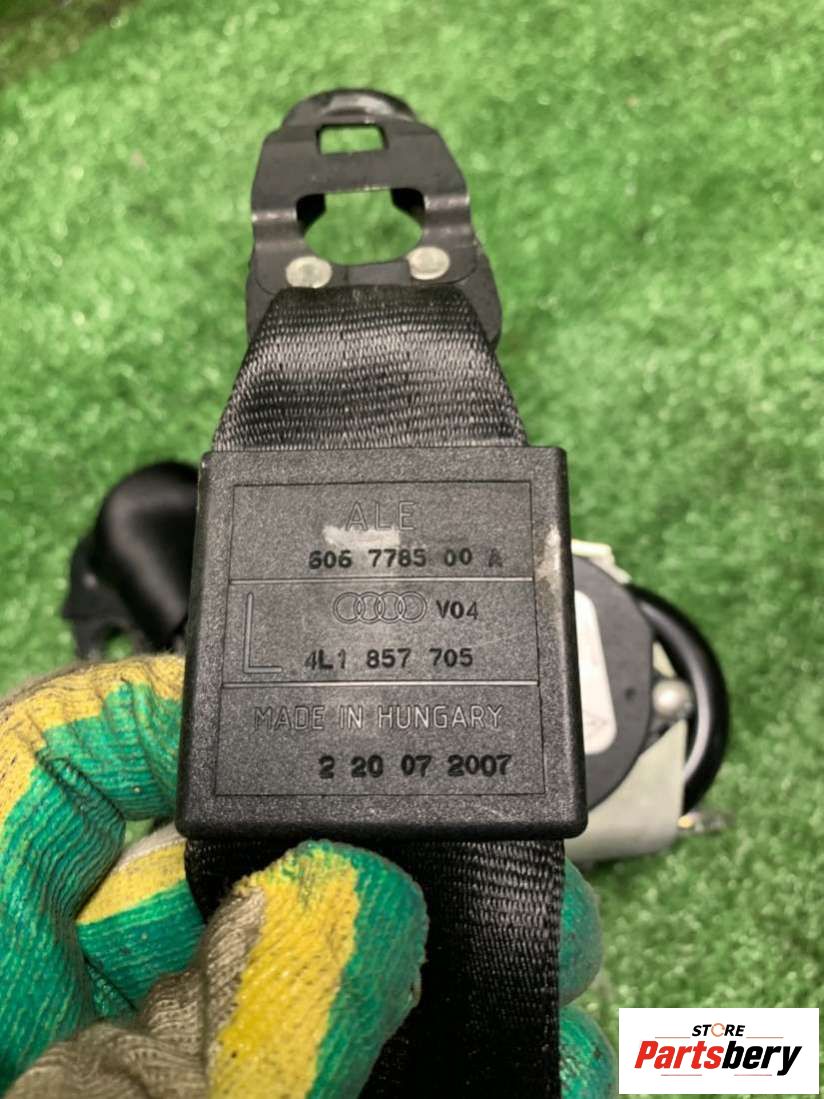 ALE
606 7785 00 A
L V04
4L1 857 705
MADE IN HUNGARY
2 20 07 2007
STORE
Partsbery